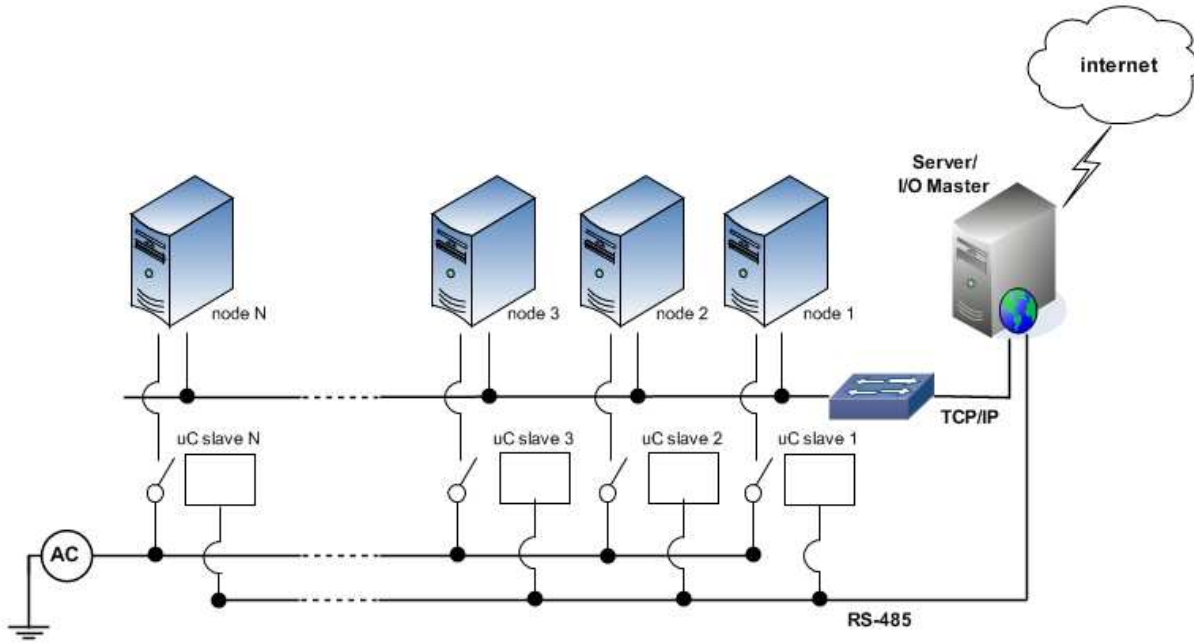 internet
Server/
I/O Master
node N
node 3
node 2
node 1
TCP/IP
uC slave N
uC slave 3
uC slave 2
uC slave 1
AC
RS-485